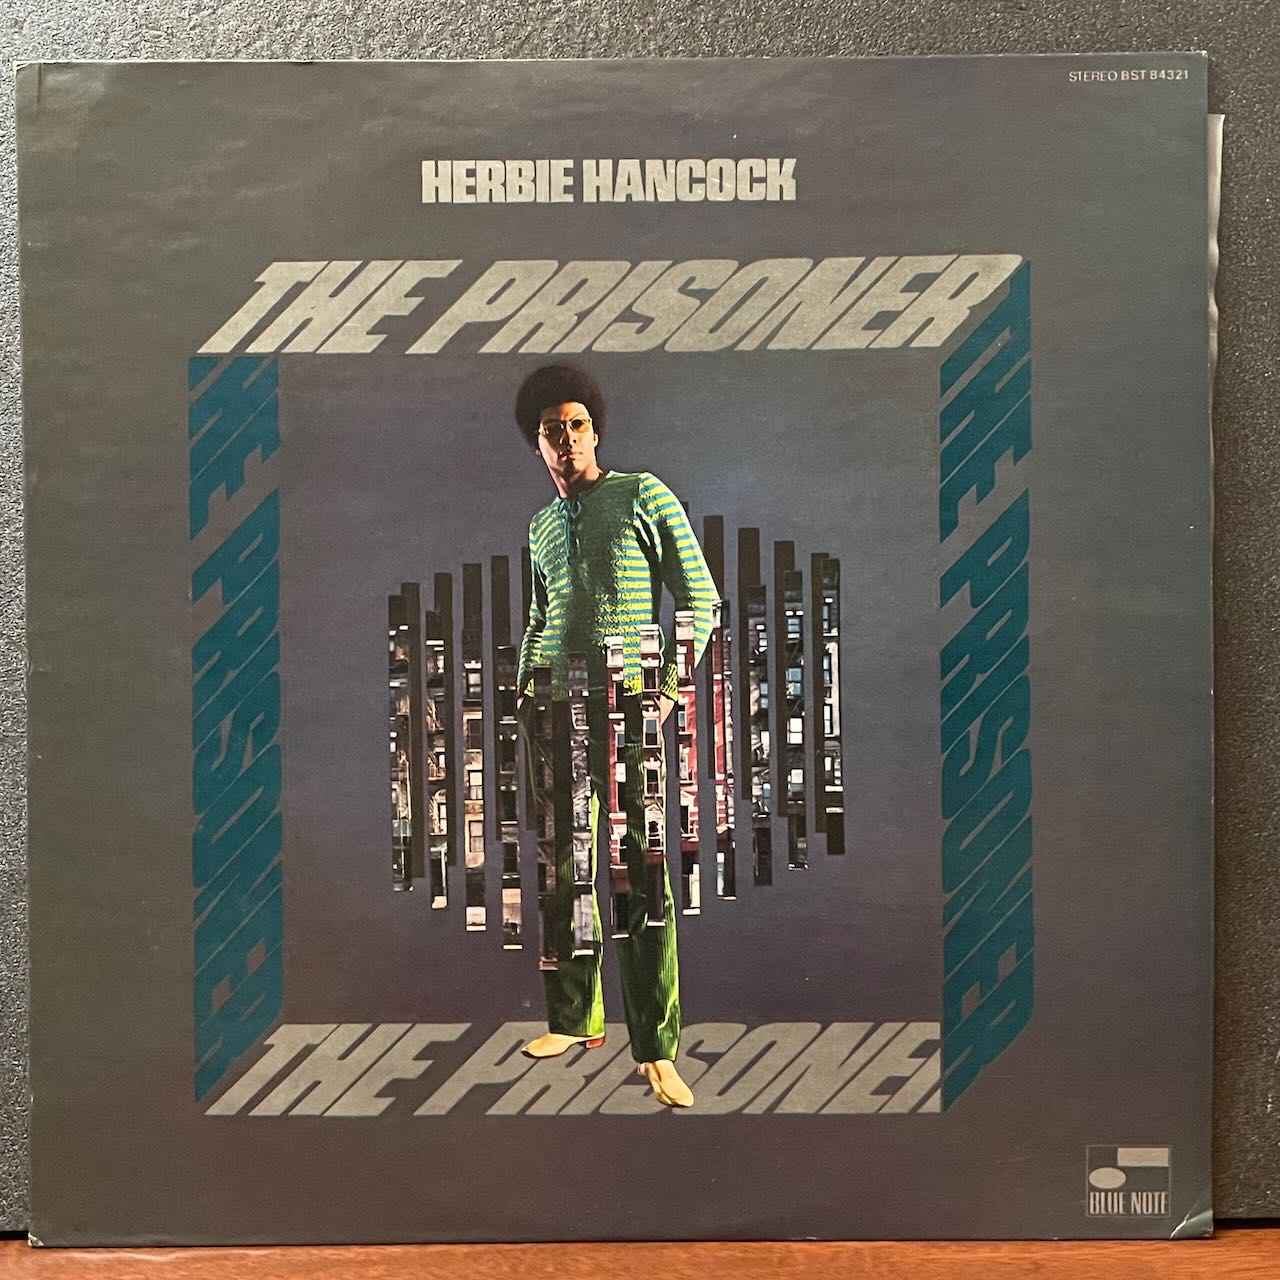 STEREO BST 84321
HERBIE HANCOCK
THE PRISONER
THE PRISONER
THE PRISONER
THE PRISONER
BLUE NOTE